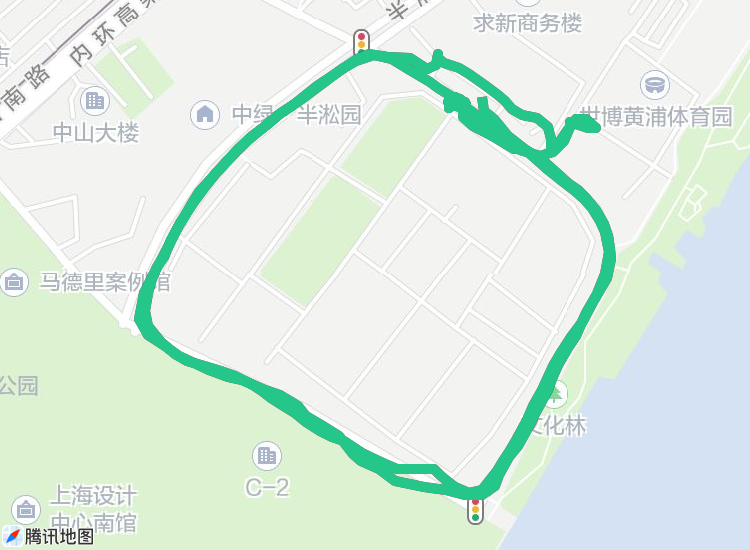 半
求新商务楼
内环高架
南路
店
中山大楼
中绿 半淞园
世博黄浦体育园
马德里案例馆
公园
文化林
C-2
上海设计
中心南馆
腾讯地图